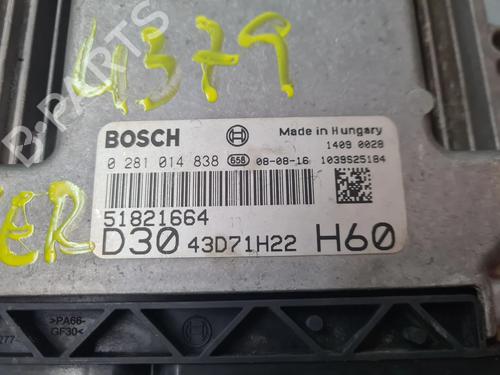 4379
B-PARTS
BOSCH
Made in Hungary
1409 0028
0 281 014 838 658 08-08-16 1039S25184
51821664
D30 43D71H22 H60
>PA66-
GF30<